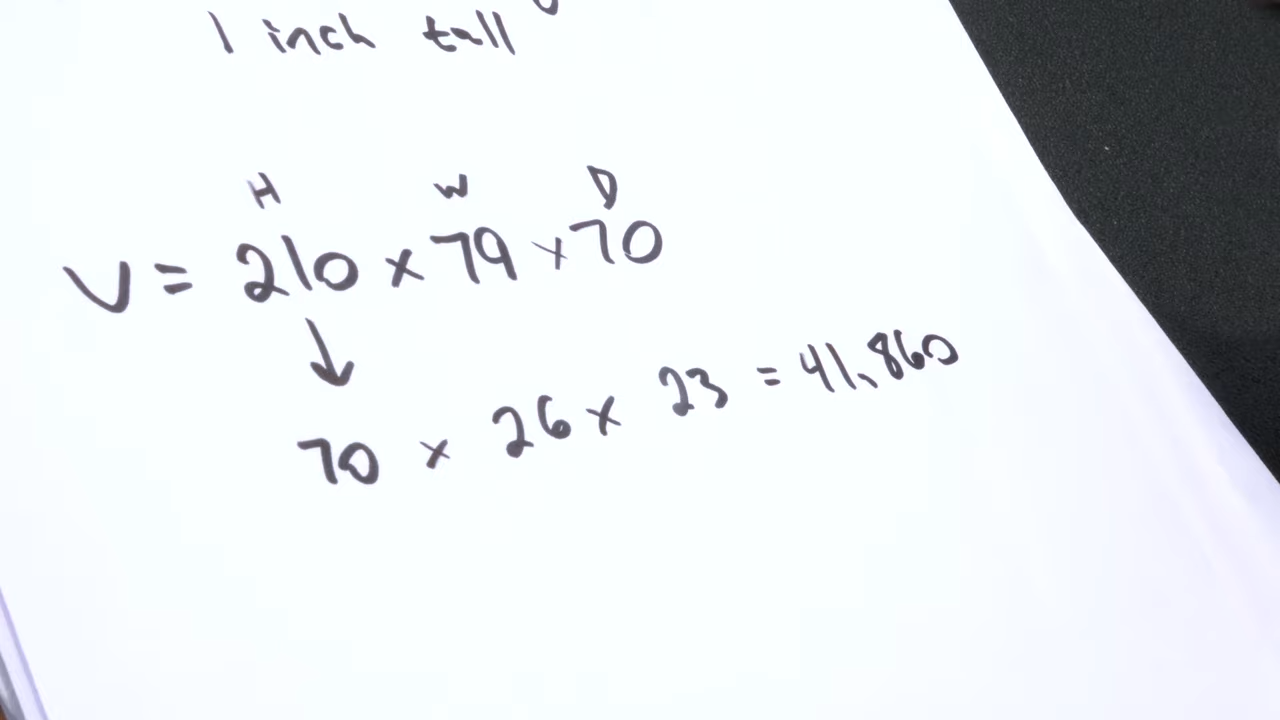 1 inch tall
H W D
V = 210 x 79 x 70
↓
70 x 26 x 23 = 41,860